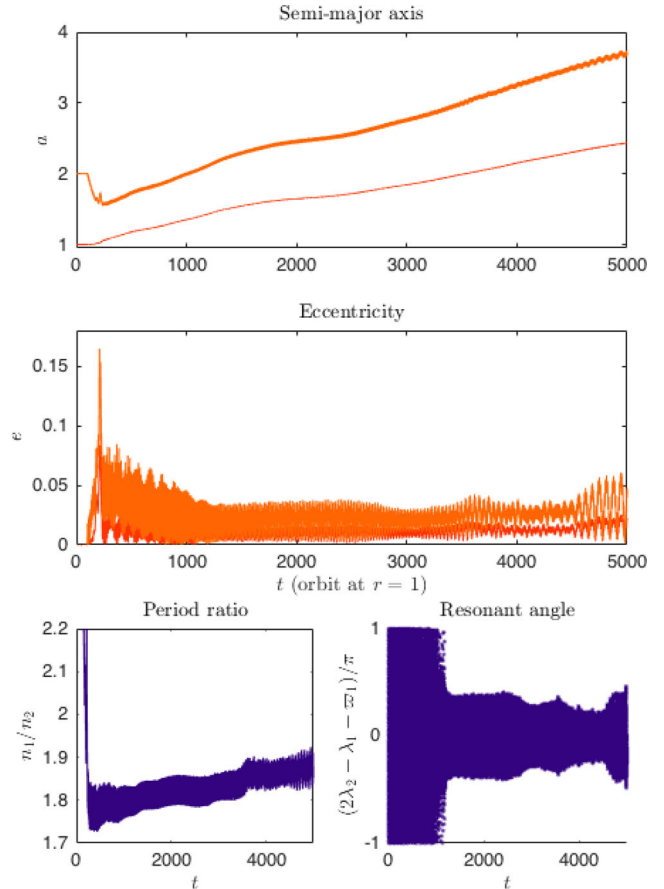 Semi-major axis
4
3
2
1
a
0 1000 2000 3000 4000 5000
Eccentricity
0.15
0.1
0.05
0
e
0 1000 2000 3000 4000 5000
t (orbit at r = 1)
Period ratio
2.2
2.1
2
1.9
1.8
1.7
n₁/n₂
0 2000 4000
t
Resonant angle
1
0
-1
(2λ₂ − λ₁ − ϖ₁)/π
0 2000 4000
t